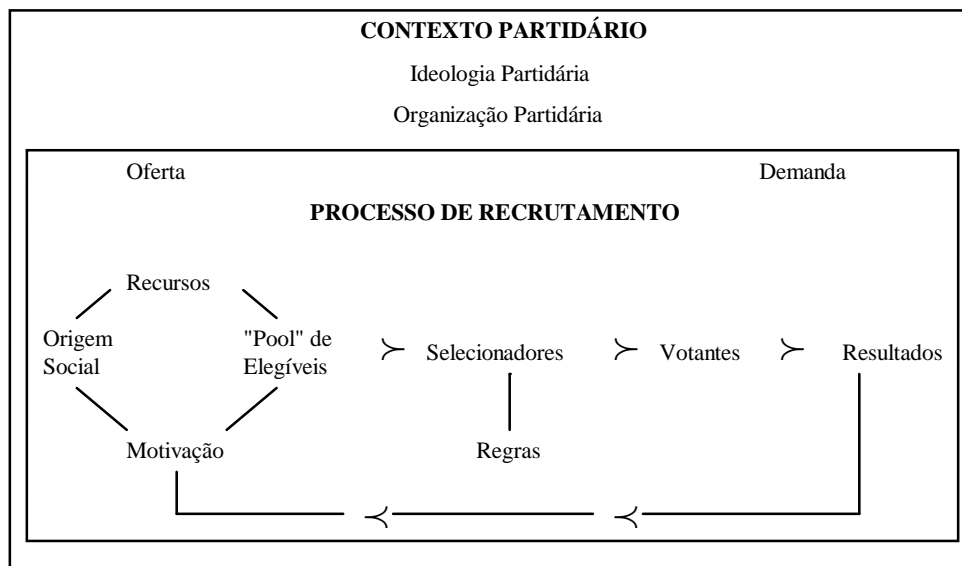 CONTEXTO PARTIDÁRIO
Ideologia Partidária
Organização Partidária
Oferta
Demanda
PROCESSO DE RECRUTAMENTO
Recursos
Origem
Social
"Pool" de
Elegíveis
Selecionadores
Votantes
Resultados
Motivação
Regras